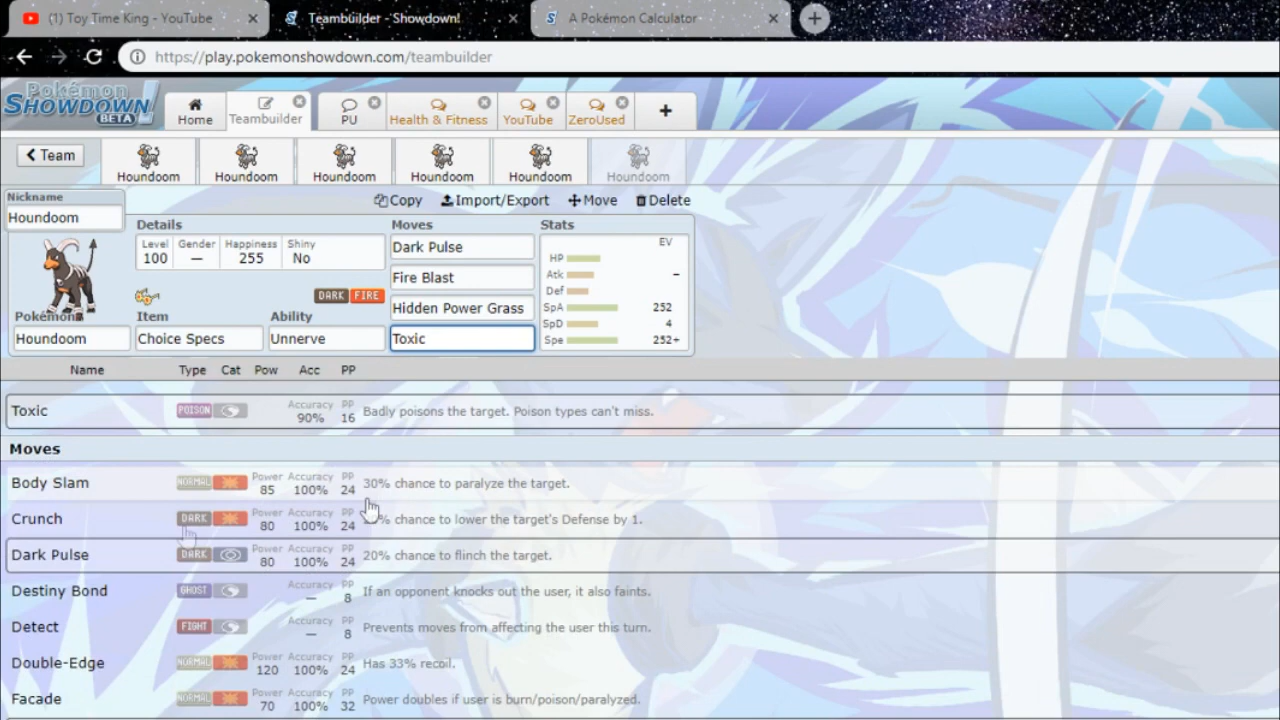 (1) Toy Time King - YouTube
Teambuilder - Showdown!
A Pokémon Calculator
https://play.pokemonshowdown.com/teambuilder
Pokémon
SHOWDOWN!
BETA
Home
Teambuilder
PU
Health & Fitness
YouTube
ZeroUsed
Team
Houndoom
Houndoom
Houndoom
Houndoom
Houndoom
Houndoom
Copy Import/Export Move Delete
Nickname
Houndoom
Details
Level Gender Happiness Shiny
100 — 255 No
DARK FIRE
Pokémon
Houndoom
Item
Choice Specs
Ability
Unnerve
Moves
Dark Pulse
Fire Blast
Hidden Power Grass
Toxic
Stats
EV
HP
Atk –
Def
SpA 252
SpD 4
Spe 252+
Name Type Cat Pow Acc PP
Toxic POISON Accuracy 90% PP 16 Badly poisons the target. Poison types can't miss.
Moves
Body Slam NORMAL Power 85 Accuracy 100% PP 24 30% chance to paralyze the target.
Crunch DARK Power 80 Accuracy 100% PP 24 % chance to lower the target's Defense by 1.
Dark Pulse DARK Power 80 Accuracy 100% PP 24 20% chance to flinch the target.
Destiny Bond GHOST Accuracy — PP 8 If an opponent knocks out the user, it also faints.
Detect FIGHT Accuracy — PP 8 Prevents moves from affecting the user this turn.
Double-Edge NORMAL Power 120 Accuracy 100% PP 24 Has 33% recoil.
Facade NORMAL Power 70 Accuracy 100% PP 32 Power doubles if user is burn/poison/paralyzed.